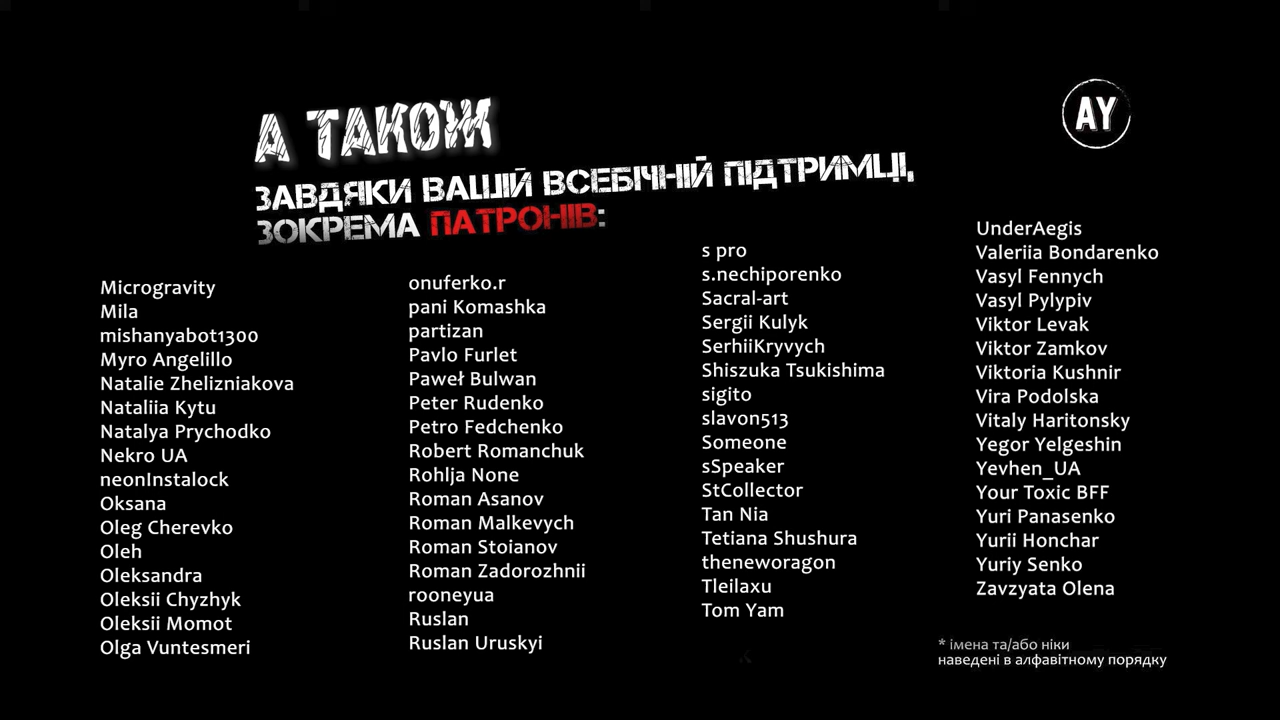 А ТАКОЖ
AY
ЗАВДЯКИ ВАШІЙ ВСЕБІЧНІЙ ПІДТРИМЦІ,
ЗОКРЕМА ПАТРОНІВ:
Microgravity
Mila
mishanyabot1300
Myro Angelillo
Natalie Zhelizniakova
Nataliia Kytu
Natalya Prychodko
Nekro UA
neonInstalock
Oksana
Oleg Cherevko
Oleh
Oleksandra
Oleksii Chyzhyk
Oleksii Momot
Olga Vuntesmeri
onuferko.r
pani Komashka
partizan
Pavlo Furlet
Paweł Bulwan
Peter Rudenko
Petro Fedchenko
Robert Romanchuk
Rohlja None
Roman Asanov
Roman Malkevych
Roman Stoianov
Roman Zadorozhnii
rooneyua
Ruslan
Ruslan Uruskyi
s pro
s.nechiporenko
Sacral-art
Sergii Kulyk
SerhiiKryvych
Shiszuka Tsukishima
sigito
slavon513
Someone
sSpeaker
StCollector
Tan Nia
Tetiana Shushura
theneworagon
Tleilaxu
Tom Yam
UnderAegis
Valeriia Bondarenko
Vasyl Fennych
Vasyl Pylypiv
Viktor Levak
Viktor Zamkov
Viktoria Kushnir
Vira Podolska
Vitaly Haritonsky
Yegor Yelgeshin
Yevhen_UA
Your Toxic BFF
Yuri Panasenko
Yurii Honchar
Yuriy Senko
Zavzyata Olena
* імена та/або ніки
наведені в алфавітному порядку